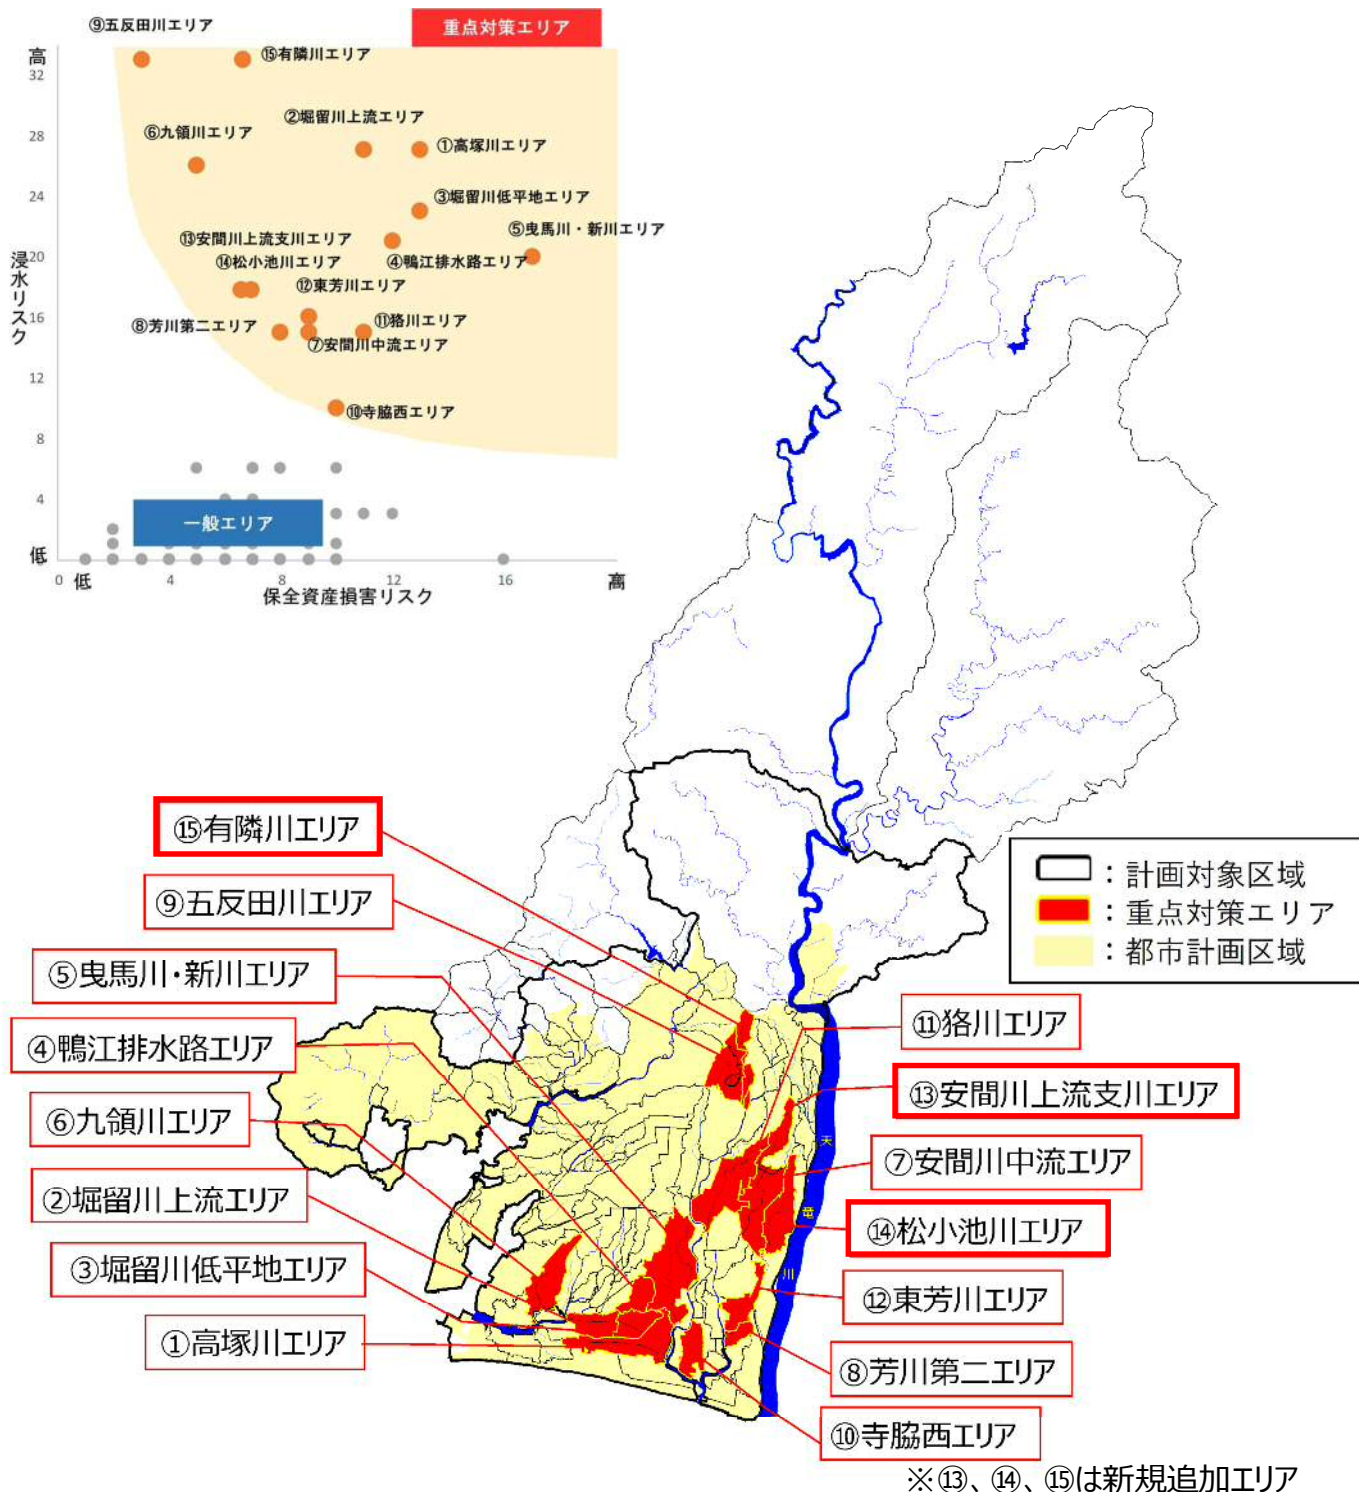 ⑨五反田川エリア
重点対策エリア
高
⑮有隣川エリア
32
②堀留川上流エリア
⑥九領川エリア
28
①高塚川エリア
24
③堀留川低平地エリア
⑤曳馬川・新川エリア
⑬安間川上流支川エリア
20
⑭松小池川エリア
④鴨江排水路エリア
浸水リスク
⑫東芳川エリア
16
⑧芳川第二エリア
⑪狢川エリア
⑦安間川中流エリア
12
⑩寺脇西エリア
8
4
一般エリア
低
0
低
4
8
12
16
高
保全資産損害リスク
⑮有隣川エリア
⑨五反田川エリア
⑤曳馬川・新川エリア
④鴨江排水路エリア
⑥九領川エリア
②堀留川上流エリア
③堀留川低平地エリア
①高塚川エリア
：計画対象区域
：重点対策エリア
：都市計画区域
⑪狢川エリア
⑬安間川上流支川エリア
⑦安間川中流エリア
⑭松小池川エリア
⑫東芳川エリア
⑧芳川第二エリア
⑩寺脇西エリア
天
竜
川
※⑬、⑭、⑮は新規追加エリア